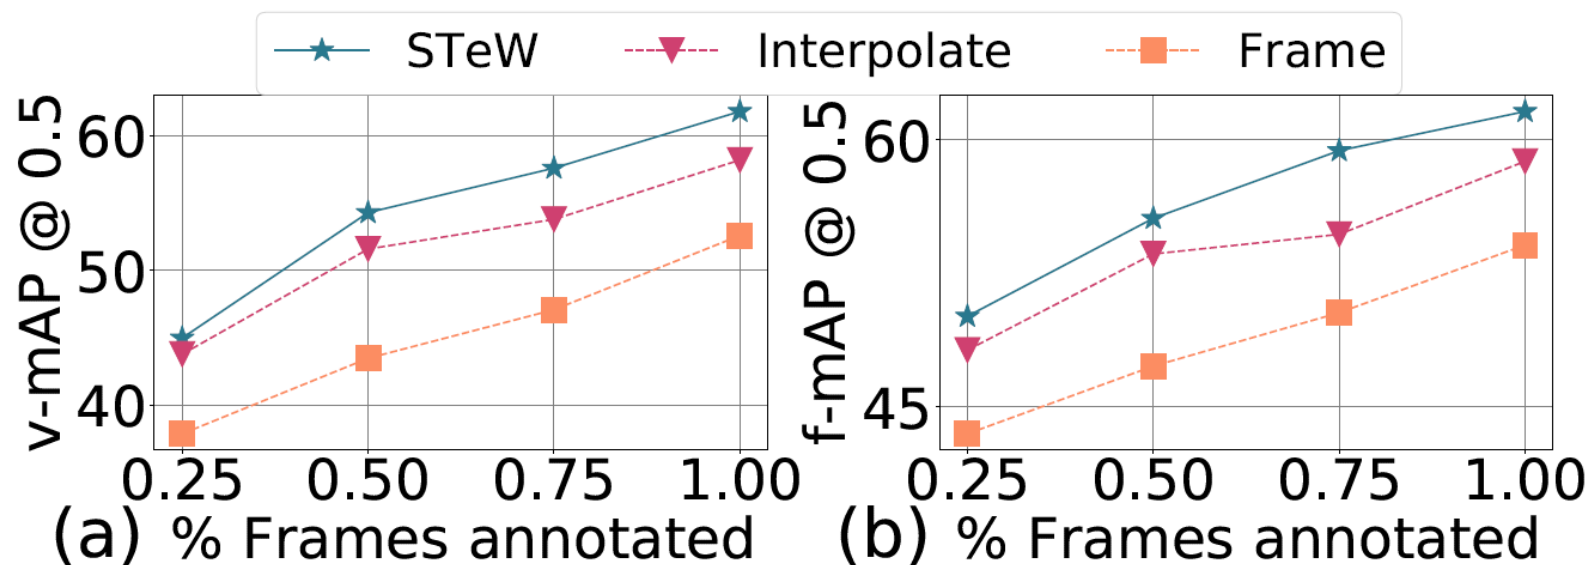 STeW Interpolate Frame
v-mAP @ 0.5
60
50
40
0.25 0.50 0.75 1.00
(a) % Frames annotated
f-mAP @ 0.5
60
45
0.25 0.50 0.75 1.00
(b) % Frames annotated